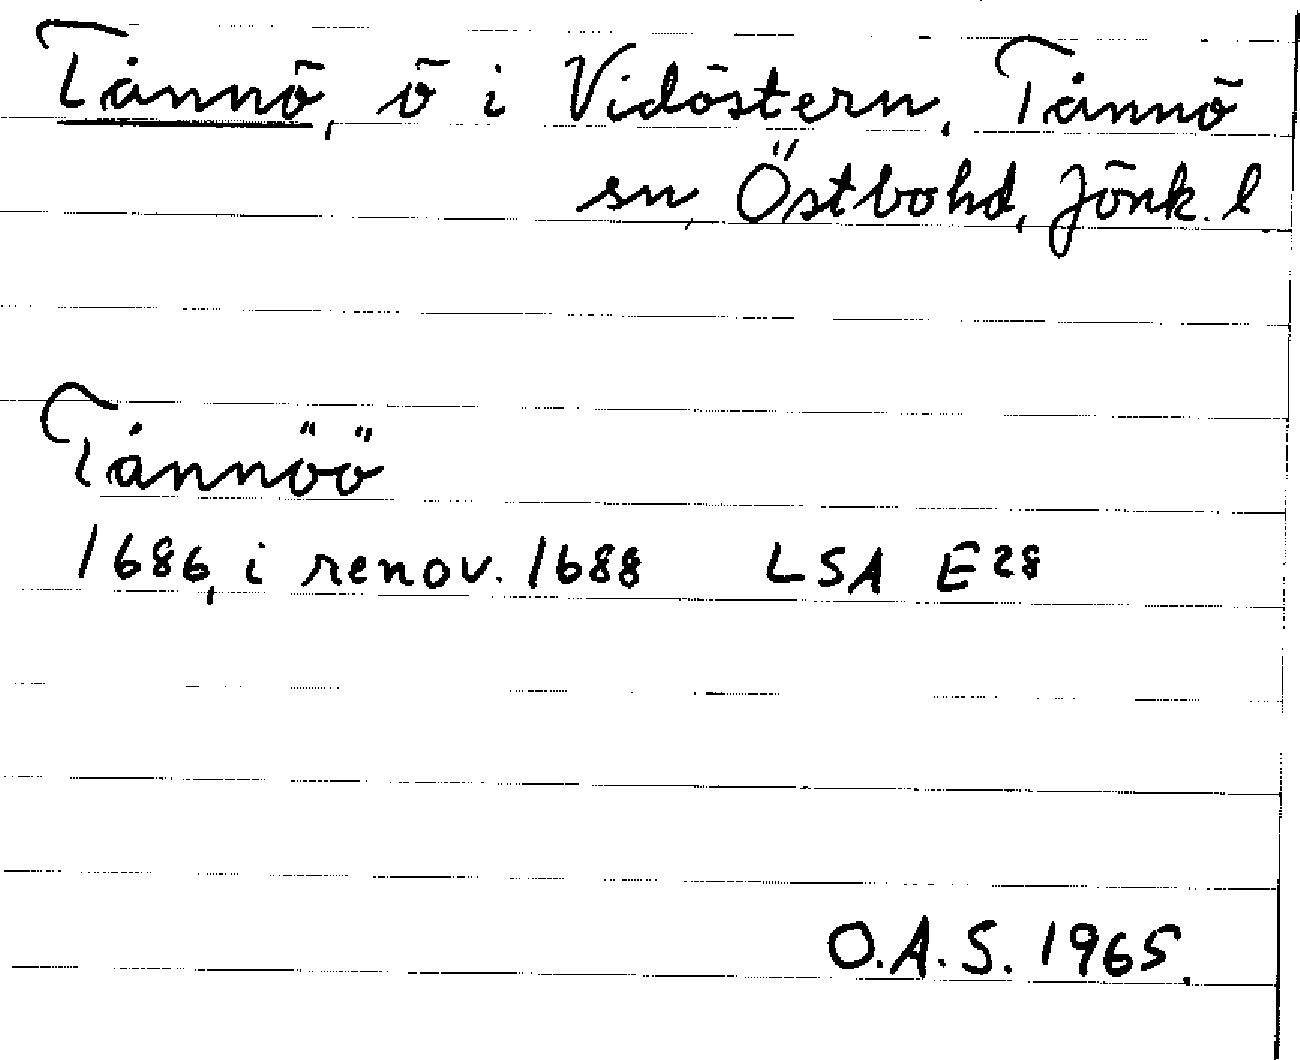 Tånnö, ö i Vidöstern, Tånnö
sn, Östbohd, Jönk. l.
Tånnöö
1686, i renov. 1688 LSA E28
O.A.S. 1965.